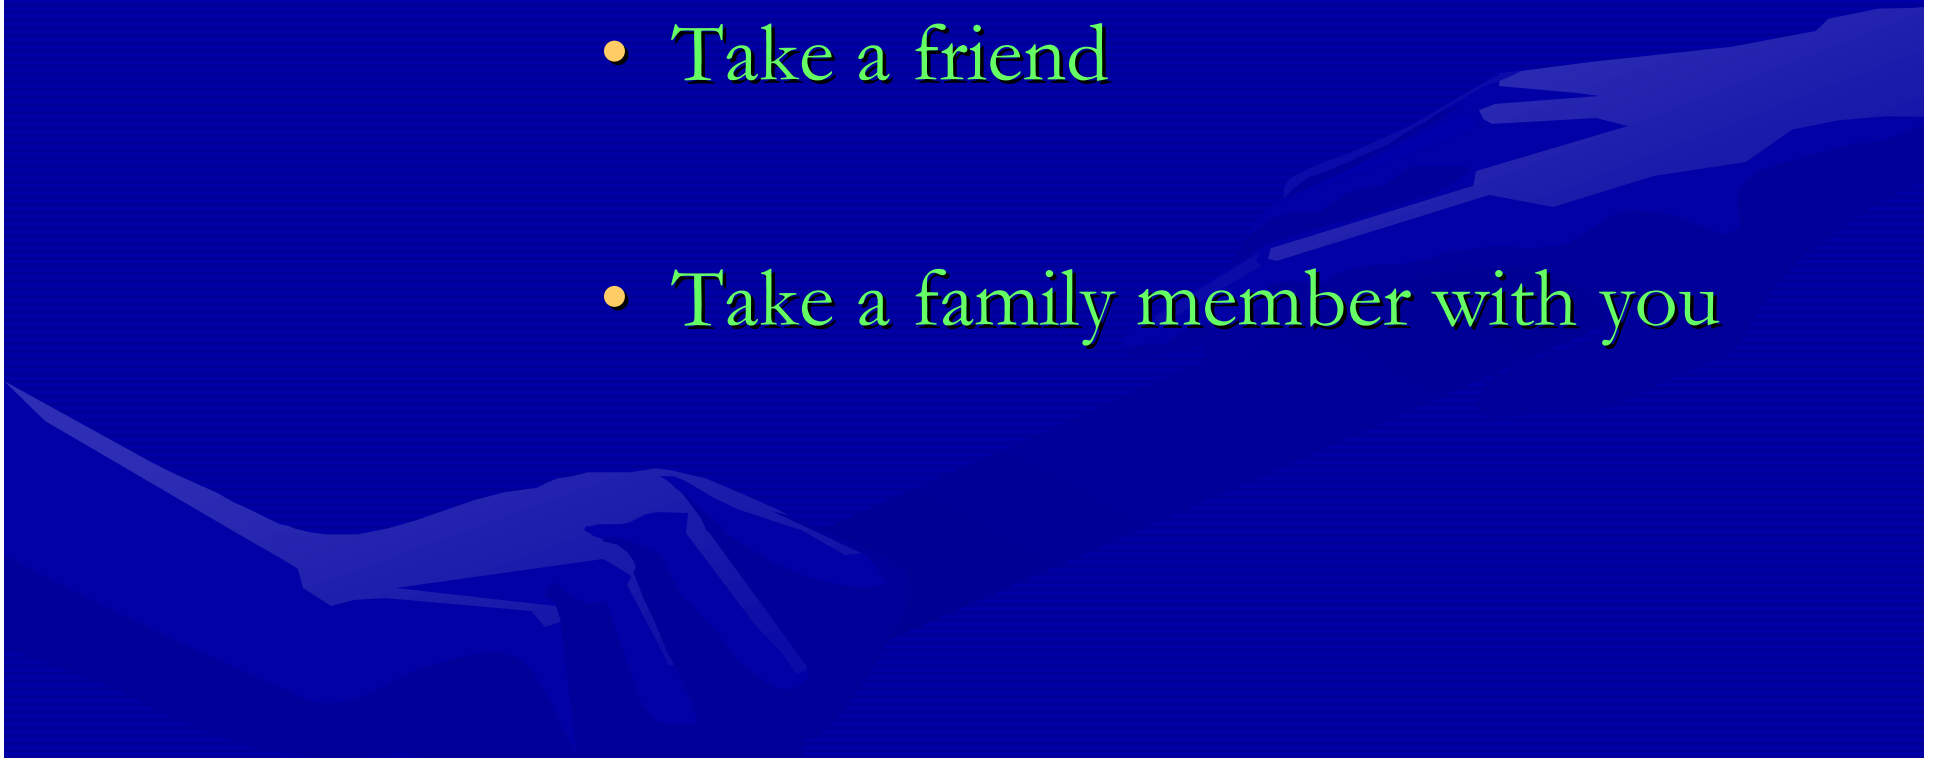 • Take a friend
• Take a family member with you